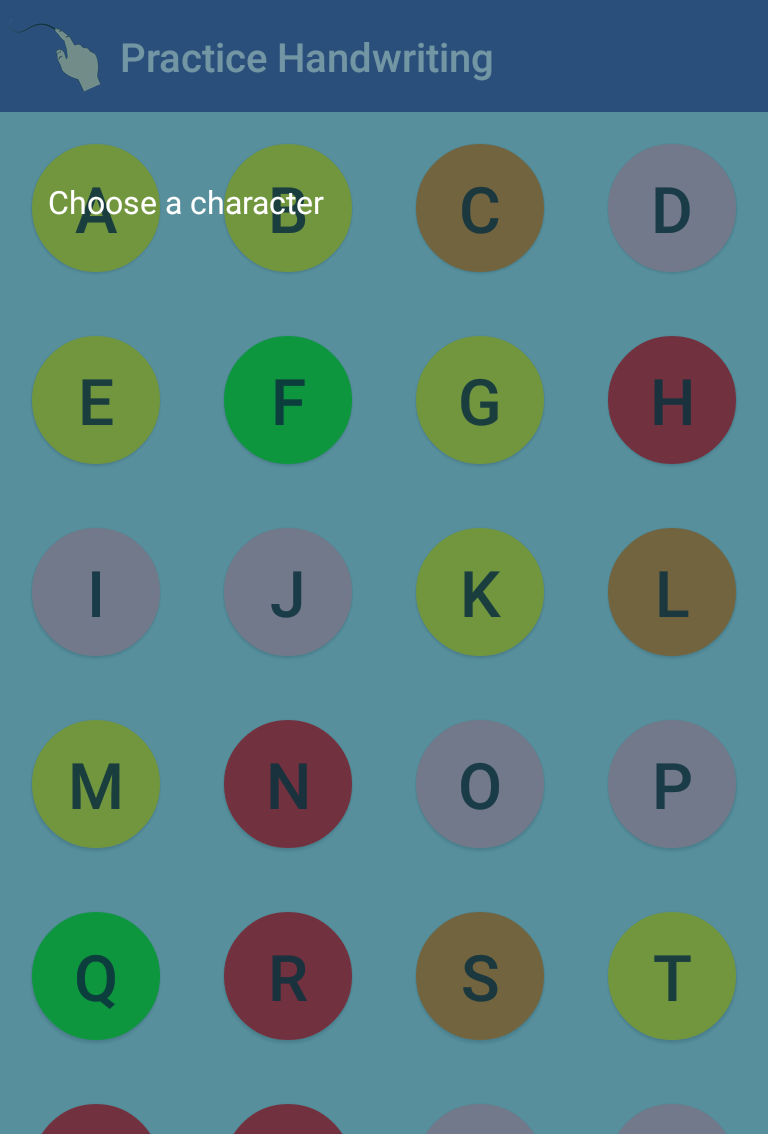 Practice Handwriting
Choose a character
A B C D
E F G H
I J K L
M N O P
Q R S T